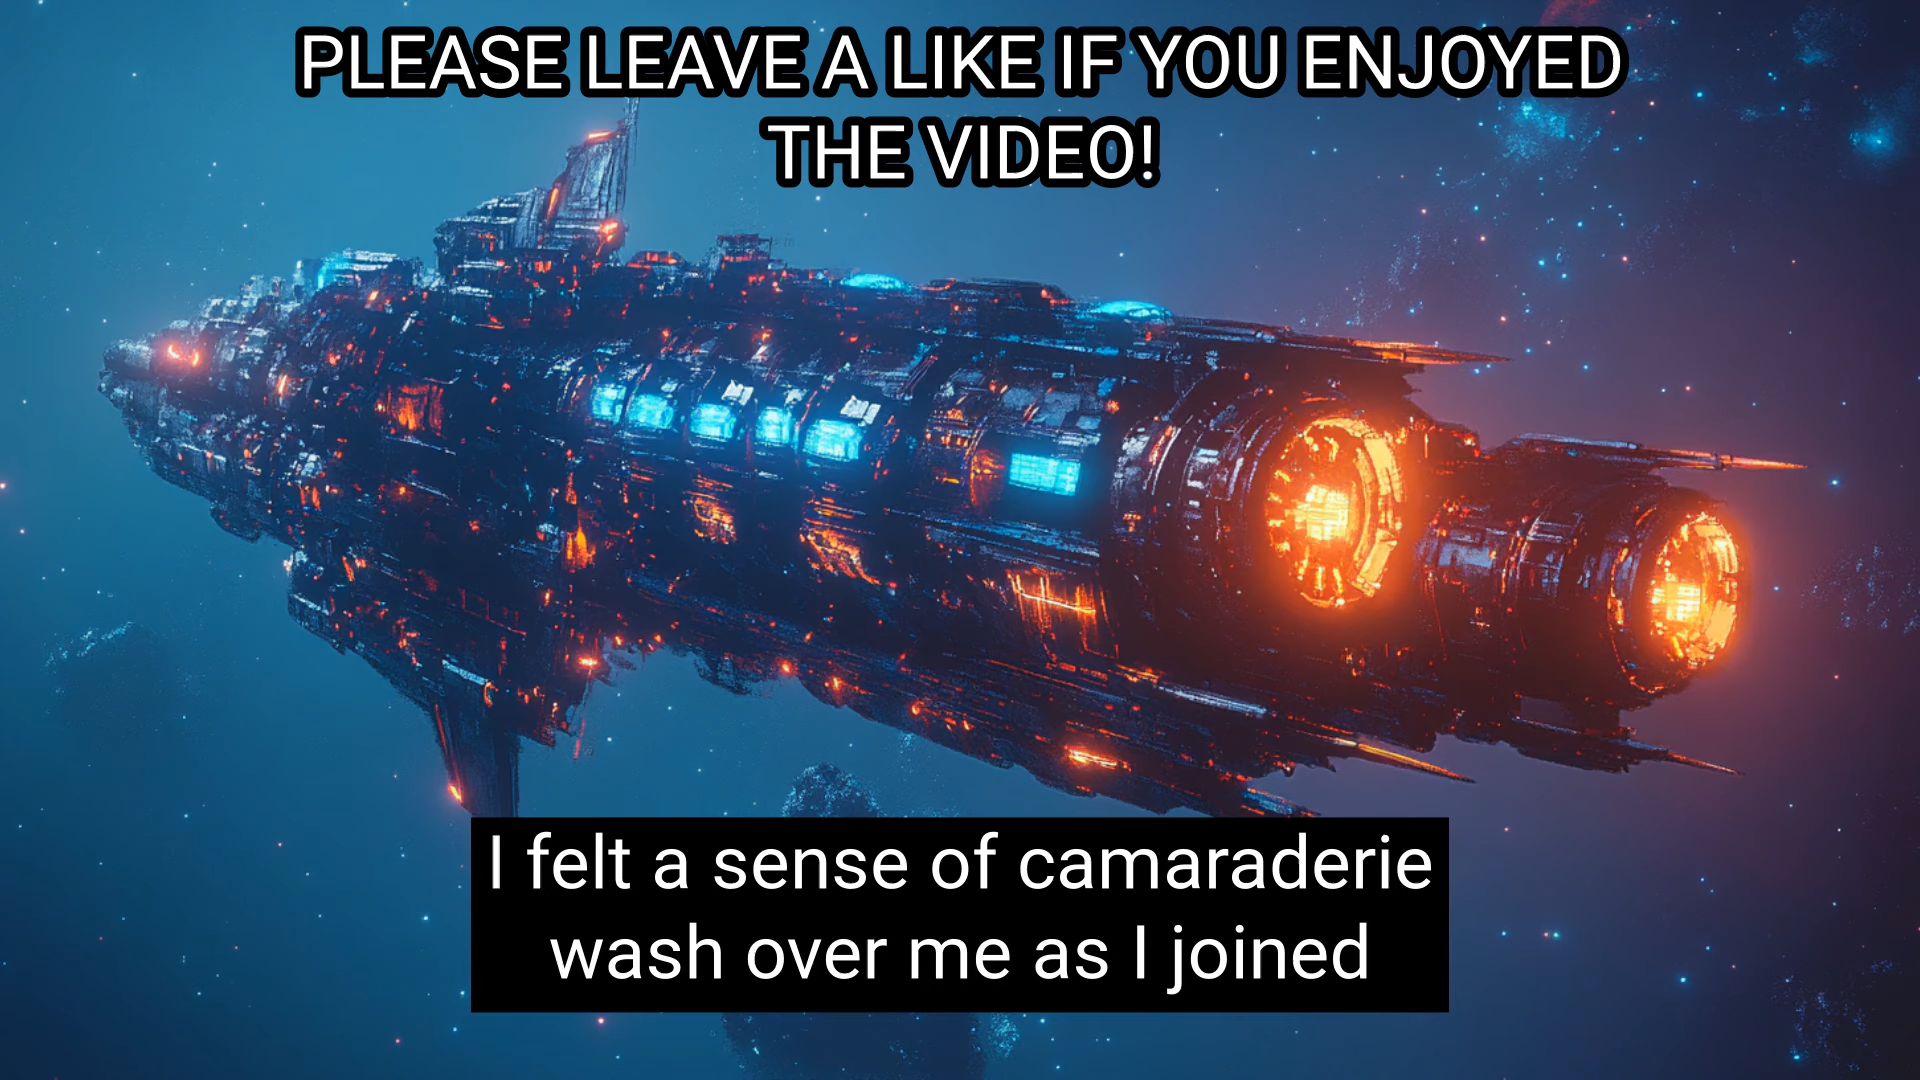 PLEASE LEAVE A LIKE IF YOU ENJOYED
THE VIDEO!
I felt a sense of camaraderie
wash over me as I joined